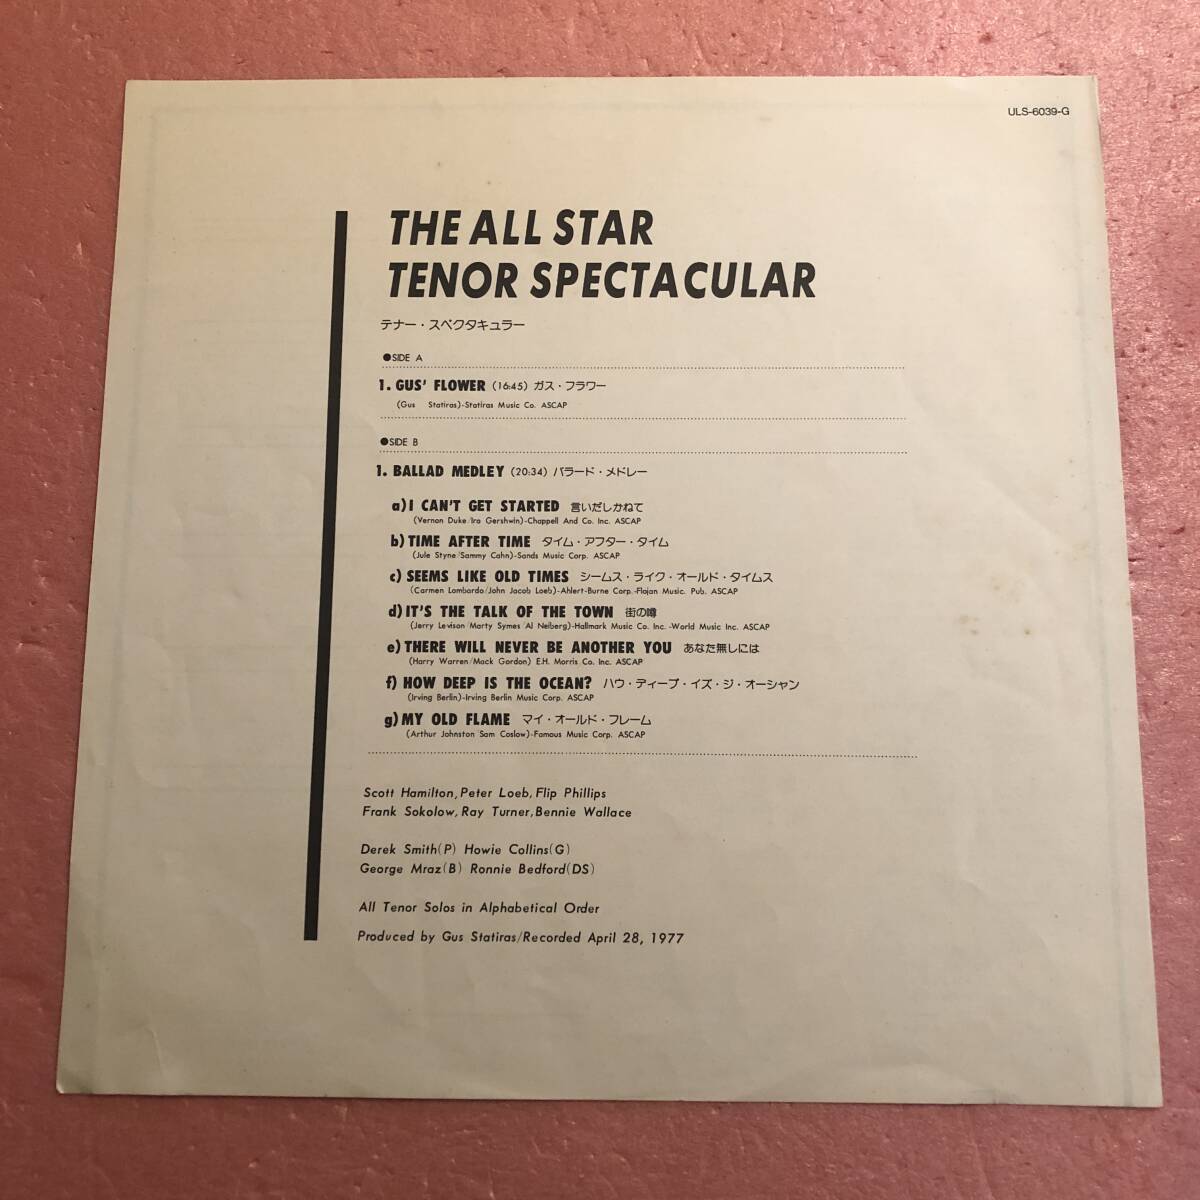 ULS-6039-G
THE ALL STAR
TENOR SPECTACULAR
テナー・スペクタキュラー
●SIDE A
1. GUS' FLOWER (16:45) ガス・フラワー
(Gus Statiras)-Statiras Music Co. ASCAP
●SIDE B
1. BALLAD MEDLEY (20:34) バラード・メドレー
a) I CAN'T GET STARTED 言いだしかねて
(Vernon Duke/Ira Gershwin)-Chappell And Co. Inc. ASCAP
b) TIME AFTER TIME タイム・アフター・タイム
(Jule Styne/Sammy Cahn)-Sands Music Corp. ASCAP
c) SEEMS LIKE OLD TIMES シームス・ライク・オールド・タイムス
(Carmen Lombardo/John Jacob Loeb)-Ahlert-Burne Corp.-Flojan Music. Pub. ASCAP
d) IT'S THE TALK OF THE TOWN 街の噂
(Jerry Levison/Marty Symes/Al Neiberg)-Hallmark Music Co. Inc.-World Music Inc. ASCAP
e) THERE WILL NEVER BE ANOTHER YOU あなた無しには
(Harry Warren/Mack Gordon) E.H. Morris Co. Inc. ASCAP
f) HOW DEEP IS THE OCEAN? ハウ・ディープ・イズ・ジ・オーシャン
(Irving Berlin)-Irving Berlin Music Corp. ASCAP
g) MY OLD FLAME マイ・オールド・フレーム
(Arthur Johnston/Sam Coslow)-Famous Music Corp. ASCAP
Scott Hamilton, Peter Loeb, Flip Phillips
Frank Sokolow, Ray Turner, Bennie Wallace
Derek Smith(P) Howie Collins(G)
George Mraz(B) Ronnie Bedford(DS)
All Tenor Solos in Alphabetical Order
Produced by Gus Statiras/Recorded April 28, 1977